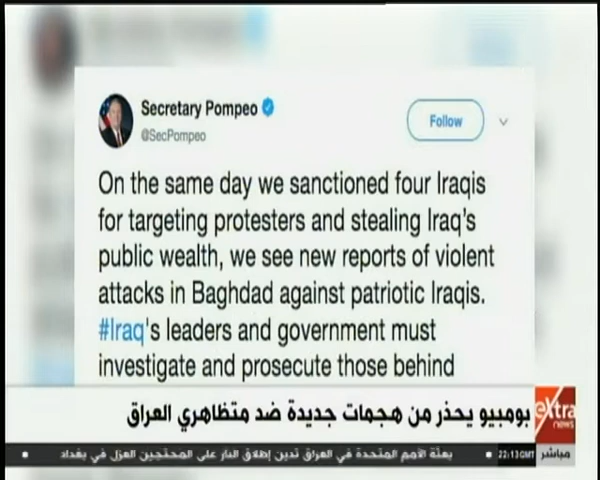 Secretary Pompeo
@SecPompeo
Follow
On the same day we sanctioned four Iraqis
for targeting protesters and stealing Iraq's
public wealth, we see new reports of violent
attacks in Baghdad against patriotic Iraqis.
#Iraq's leaders and government must
investigate and prosecute those behind
بومبيو يحذر من هجمات جديدة ضد متظاهري العراق
eXtra
news
مباشر
22:13GMT
بعثة الأمم المتحدة في العراق تدين إطلاق النار على المحتجين العزل في بغداد